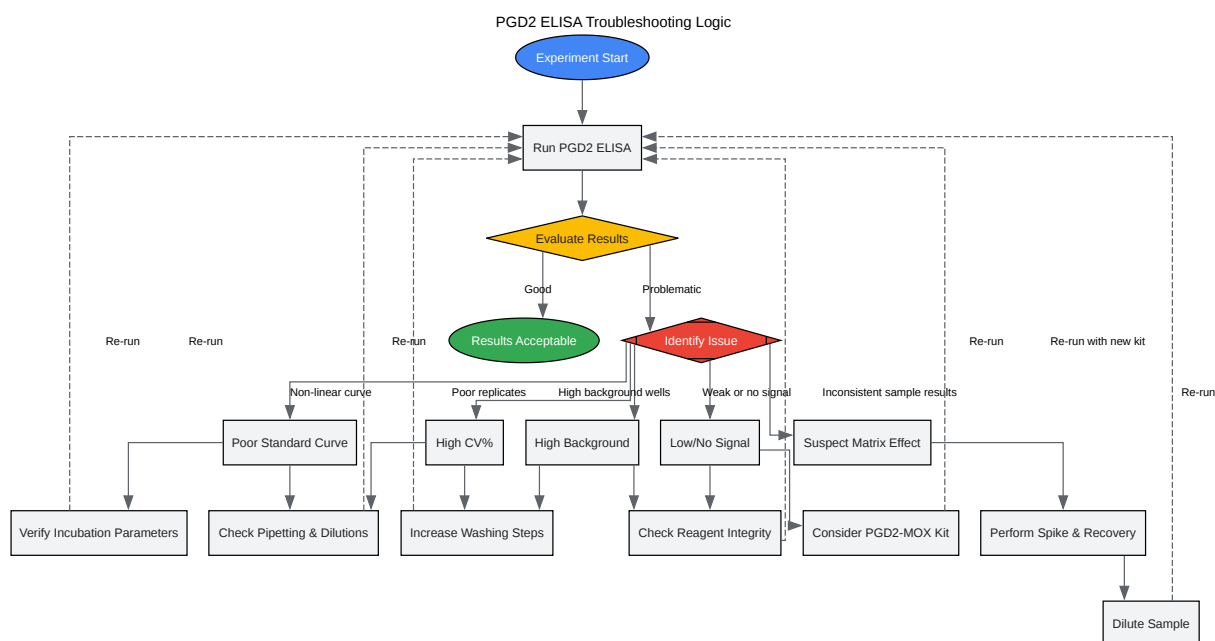 PGD2 ELISA Troubleshooting Logic
Experiment Start
Run PGD2 ELISA
Evaluate Results
Good
Problematic
Results Acceptable
Identify Issue
Re-run
Re-run
Re-run
Re-run
Re-run with new kit
Re-run
Non-linear curve
Poor replicates
High background wells
Weak or no signal
Inconsistent sample results
Poor Standard Curve
High CV%
High Background
Low/No Signal
Suspect Matrix Effect
Verify Incubation Parameters
Check Pipetting & Dilutions
Increase Washing Steps
Check Reagent Integrity
Consider PGD2-MOX Kit
Perform Spike & Recovery
Dilute Sample